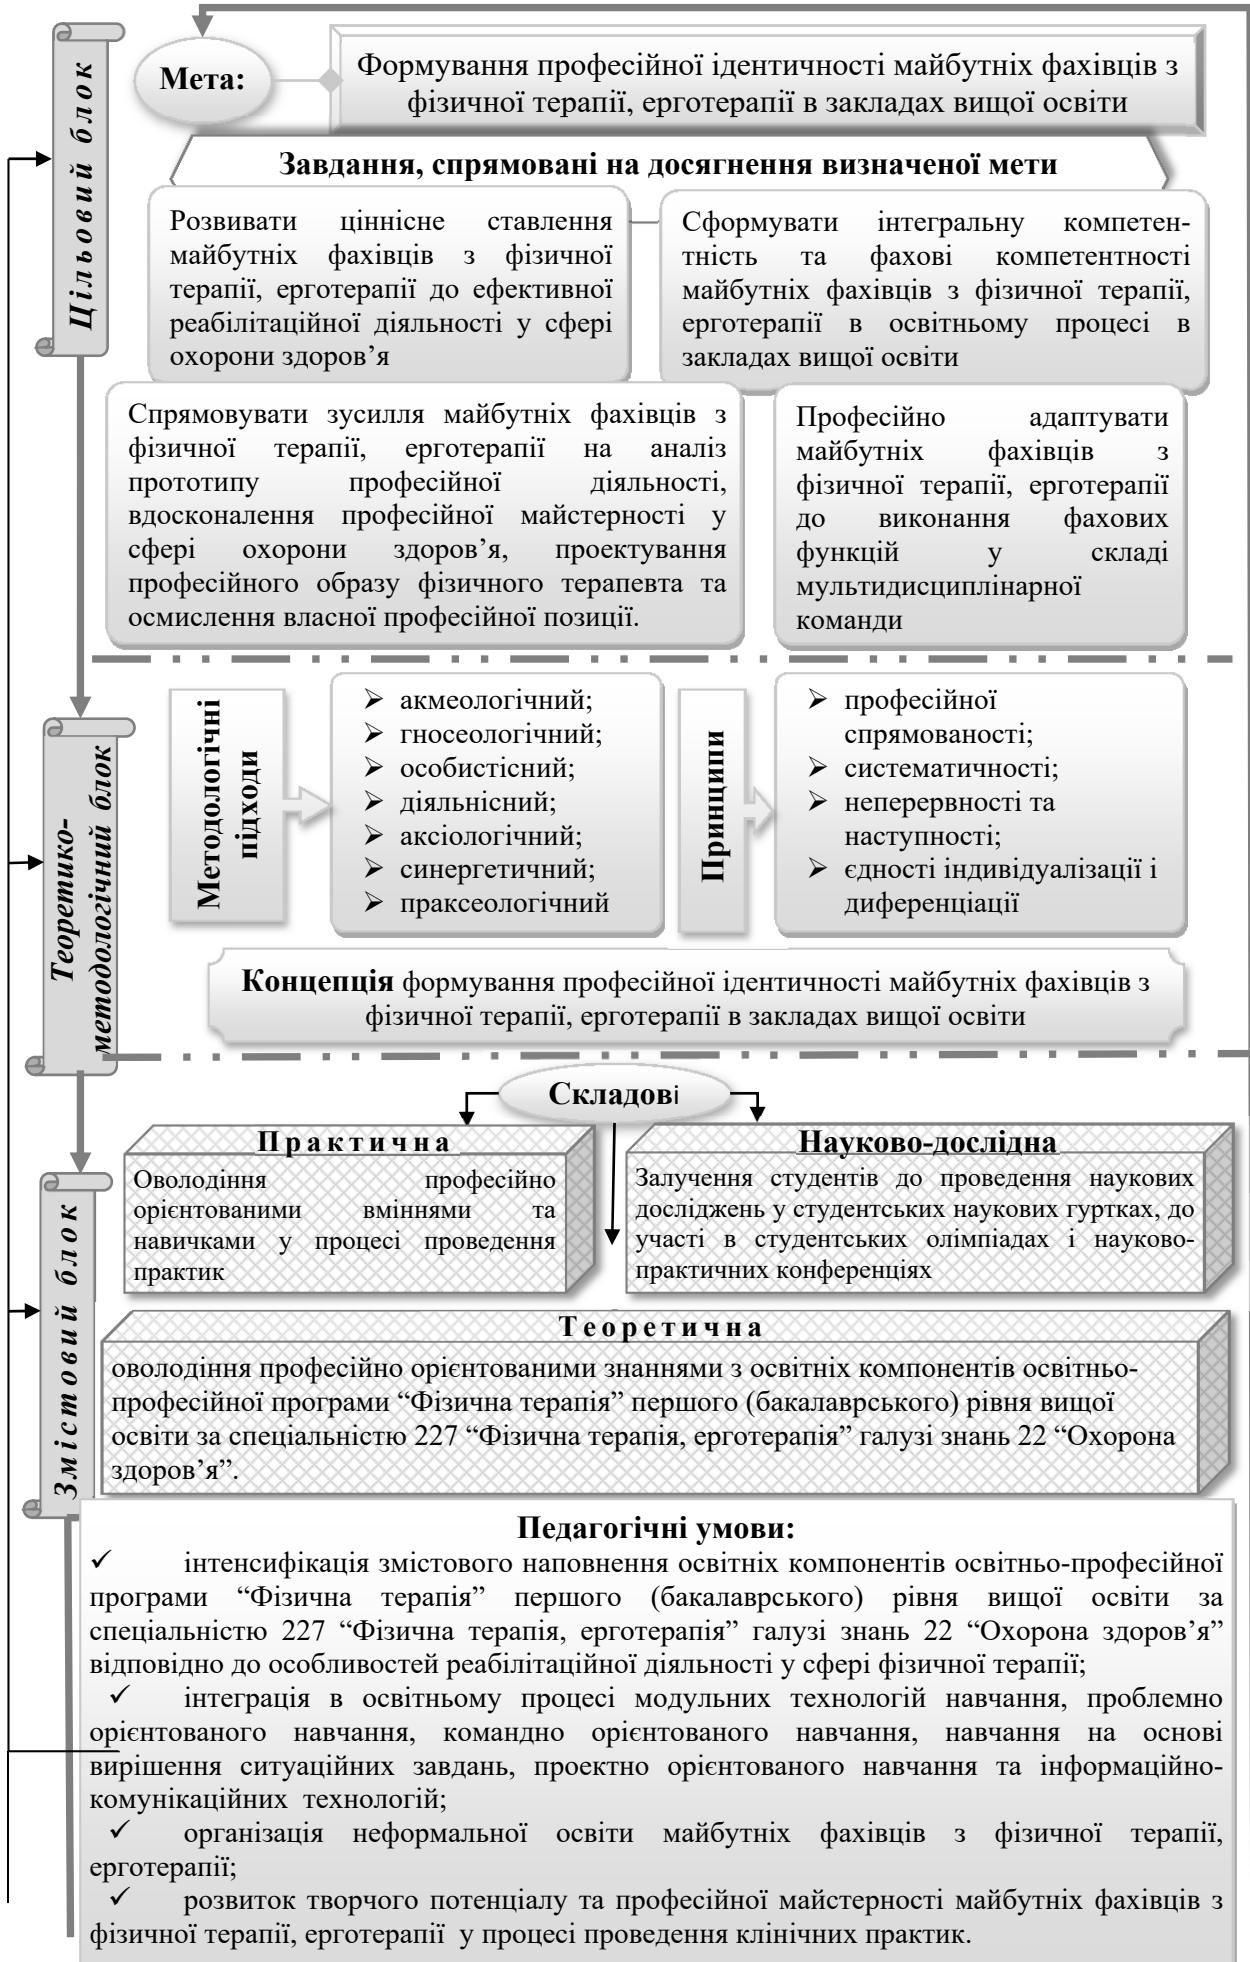 Цільовий блок
Мета:
Формування професійної ідентичності майбутніх фахівців з
фізичної терапії, ерготерапії в закладах вищої освіти
Завдання, спрямовані на досягнення визначеної мети
Розвивати ціннісне ставлення
майбутніх фахівців з фізичної
терапії, ерготерапії до ефективної
реабілітаційної діяльності у сфері
охорони здоров’я
Сформувати інтегральну компетен-
тність та фахові компетентності
майбутніх фахівців з фізичної терапії,
ерготерапії в освітньому процесі в
закладах вищої освіти
Спрямовувати зусилля майбутніх фахівців з
фізичної терапії, ерготерапії на аналіз
прототипу професійної діяльності,
вдосконалення професійної майстерності у
сфері охорони здоров’я, проектування
професійного образу фізичного терапевта та
осмислення власної професійної позиції.
Професійно адаптувати
майбутніх фахівців з
фізичної терапії, ерготерапії
до виконання фахових
функцій у складі
мультидисциплінарної
команди
Теоретико-
методологічний блок
Методологічні
підходи
➢ акмеологічний;
➢ гносеологічний;
➢ особистісний;
➢ діяльнісний;
➢ аксіологічний;
➢ синергетичний;
➢ праксеологічний
Принципи
➢ професійної
спрямованості;
➢ систематичності;
➢ неперервності та
наступності;
➢ єдності індивідуалізації і
диференціації
Концепція формування професійної ідентичності майбутніх фахівців з
фізичної терапії, ерготерапії в закладах вищої освіти
Змістовий блок
Складові
Практична
Оволодіння професійно
орієнтованими вміннями та
навичками у процесі проведення
практик
Науково-дослідна
Залучення студентів до проведення наукових
досліджень у студентських наукових гуртках, до
участі в студентських олімпіадах і науково-
практичних конференціях
Теоретична
оволодіння професійно орієнтованими знаннями з освітніх компонентів освітньо-
професійної програми “Фізична терапія” першого (бакалаврського) рівня вищої
освіти за спеціальністю 227 “Фізична терапія, ерготерапія” галузі знань 22 “Охорона
здоров’я”.
Педагогічні умови:
✓ інтенсифікація змістового наповнення освітніх компонентів освітньо-професійної
програми “Фізична терапія” першого (бакалаврського) рівня вищої освіти за
спеціальністю 227 “Фізична терапія, ерготерапія” галузі знань 22 “Охорона здоров’я”
відповідно до особливостей реабілітаційної діяльності у сфері фізичної терапії;
✓ інтеграція в освітньому процесі модульних технологій навчання, проблемно
орієнтованого навчання, командно орієнтованого навчання, навчання на основі
вирішення ситуаційних завдань, проектно орієнтованого навчання та інформаційно-
комунікаційних технологій;
✓ організація неформальної освіти майбутніх фахівців з фізичної терапії,
ерготерапії;
✓ розвиток творчого потенціалу та професійної майстерності майбутніх фахівців з
фізичної терапії, ерготерапії у процесі проведення клінічних практик.